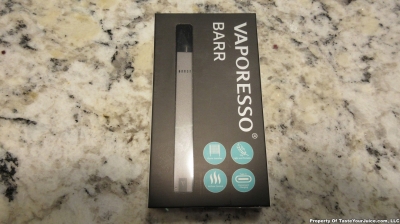 VAPORESSO®
BARR
Property Of TasteYourJuice.com, LLC